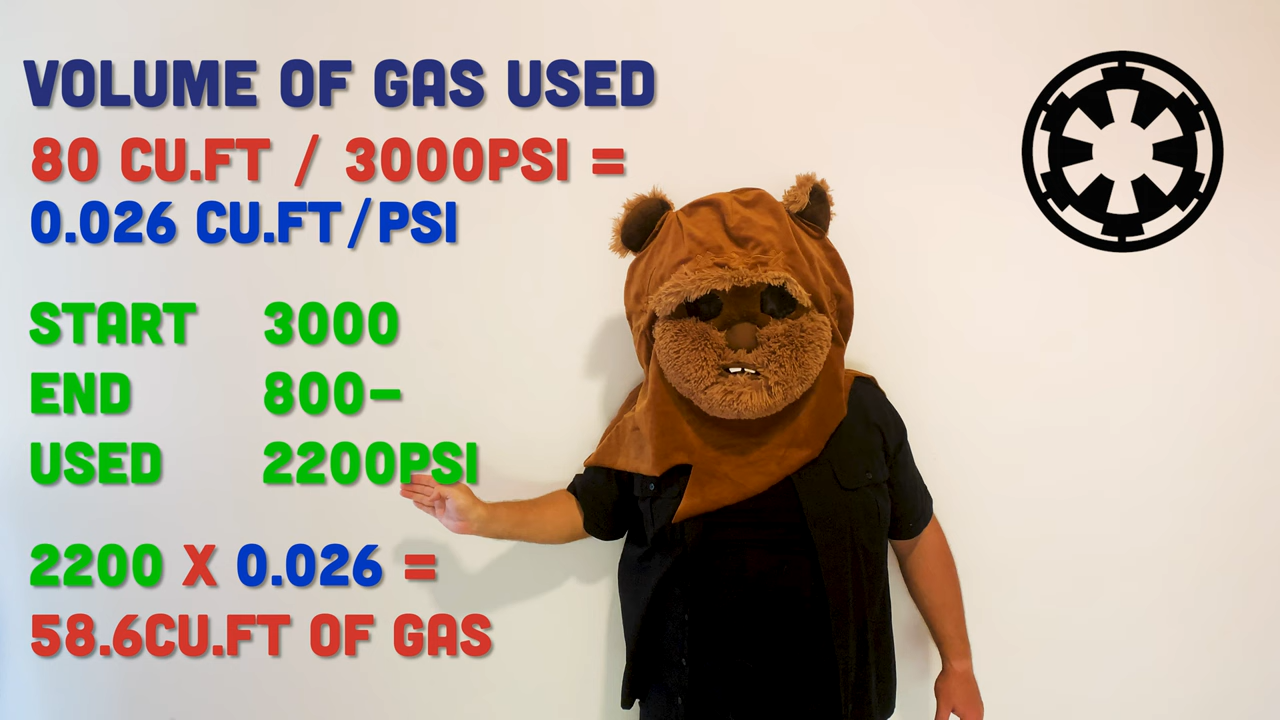 VOLUME OF GAS USED
80 CU.FT / 3000PSI =
0.026 CU.FT/PSI
START 3000
END 800-
USED 2200PSI
2200 X 0.026 =
58.6CU.FT OF GAS